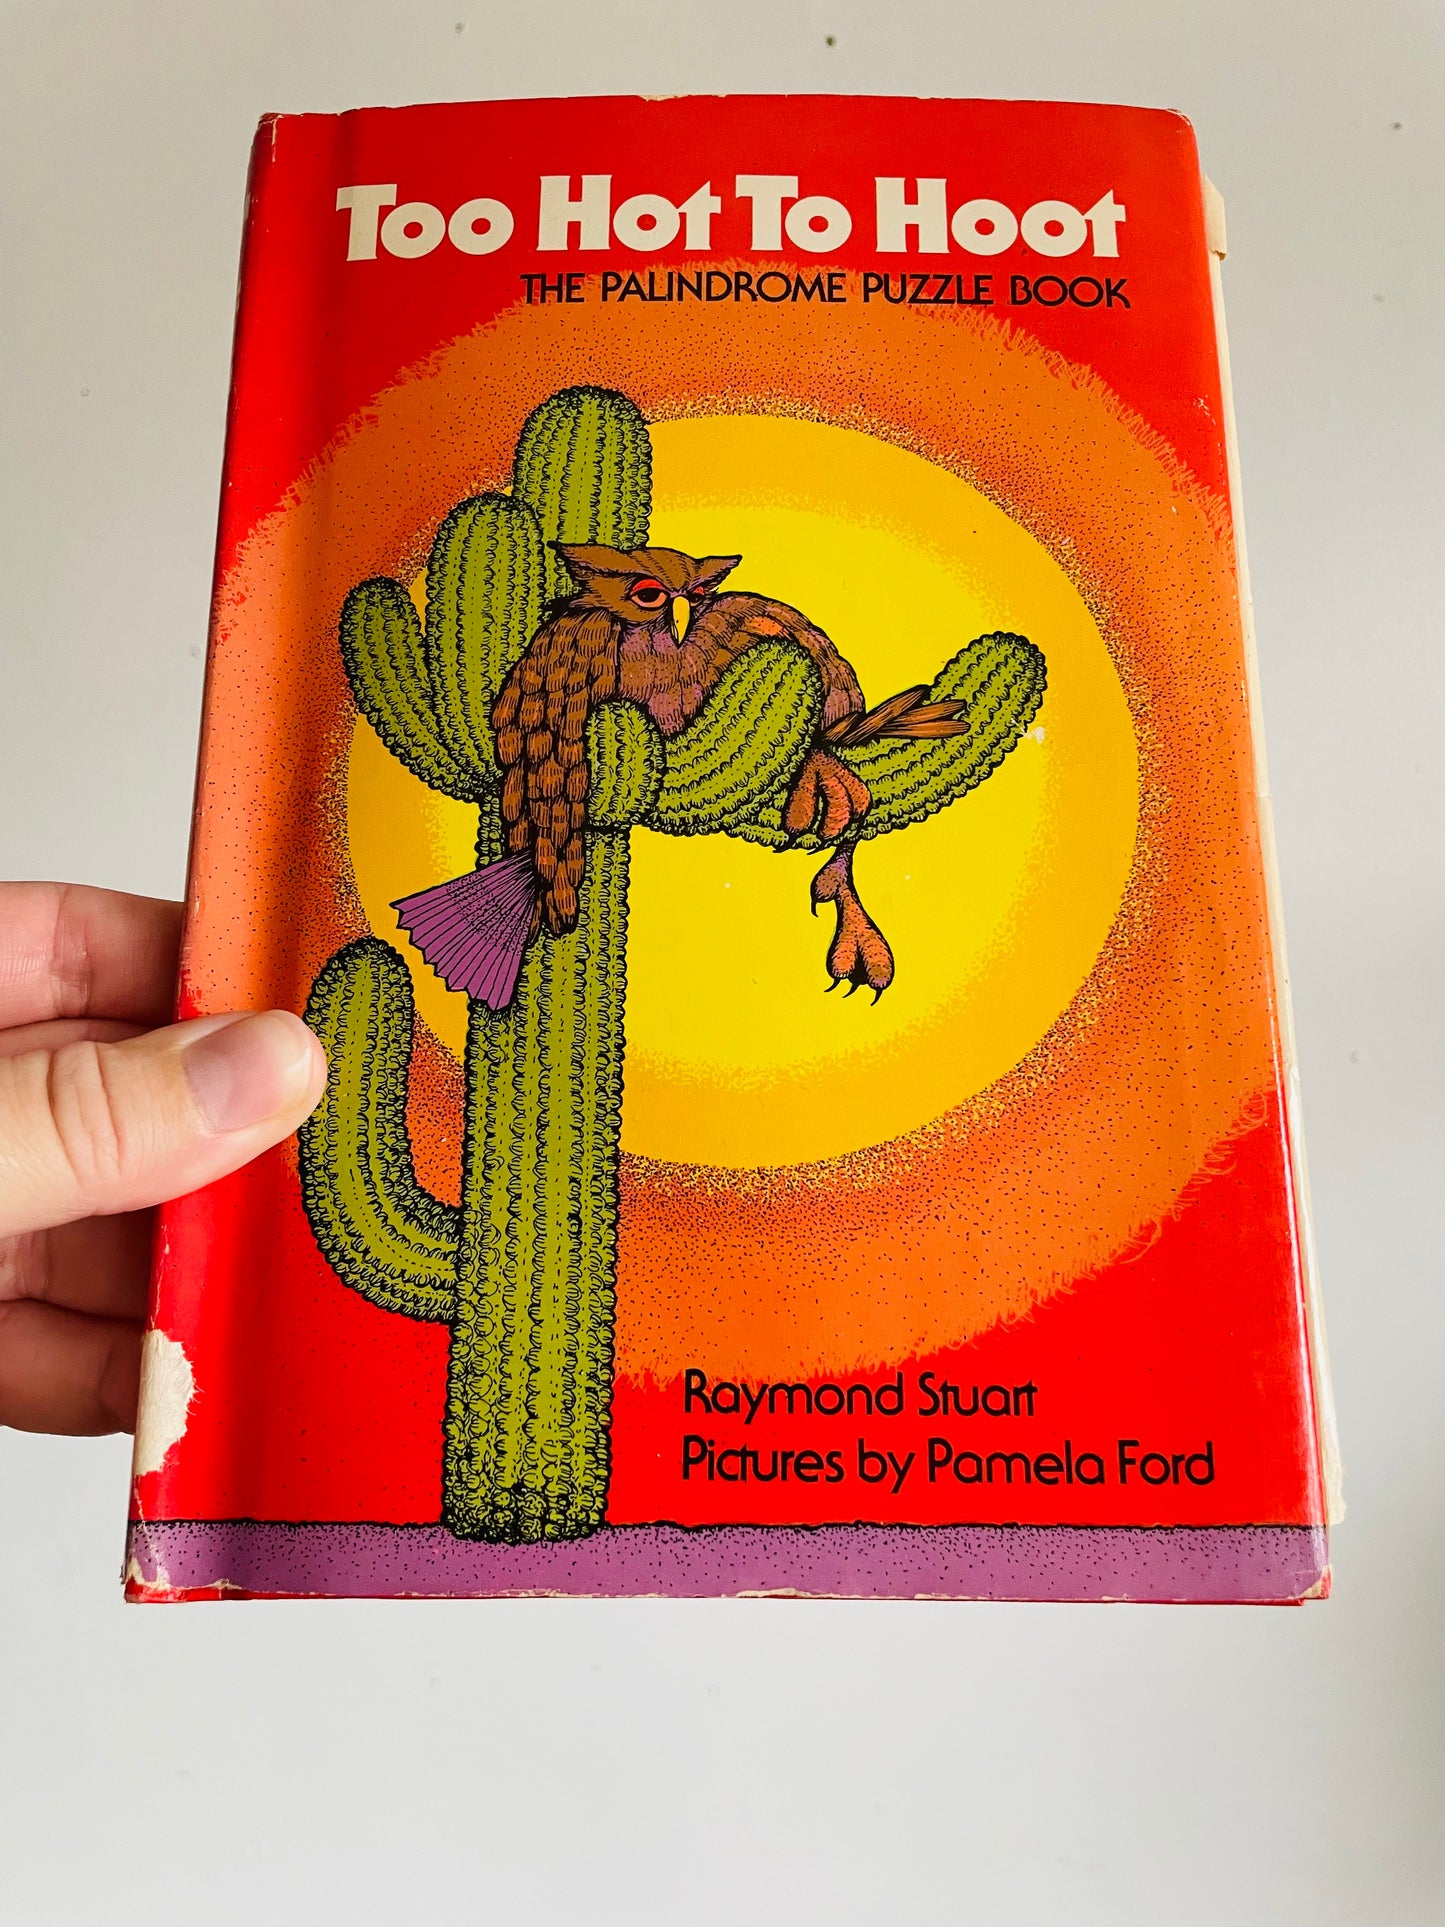 Too Hot To Hoot
THE PALINDROME PUZZLE BOOK
Raymond Stuart
Pictures by Pamela Ford